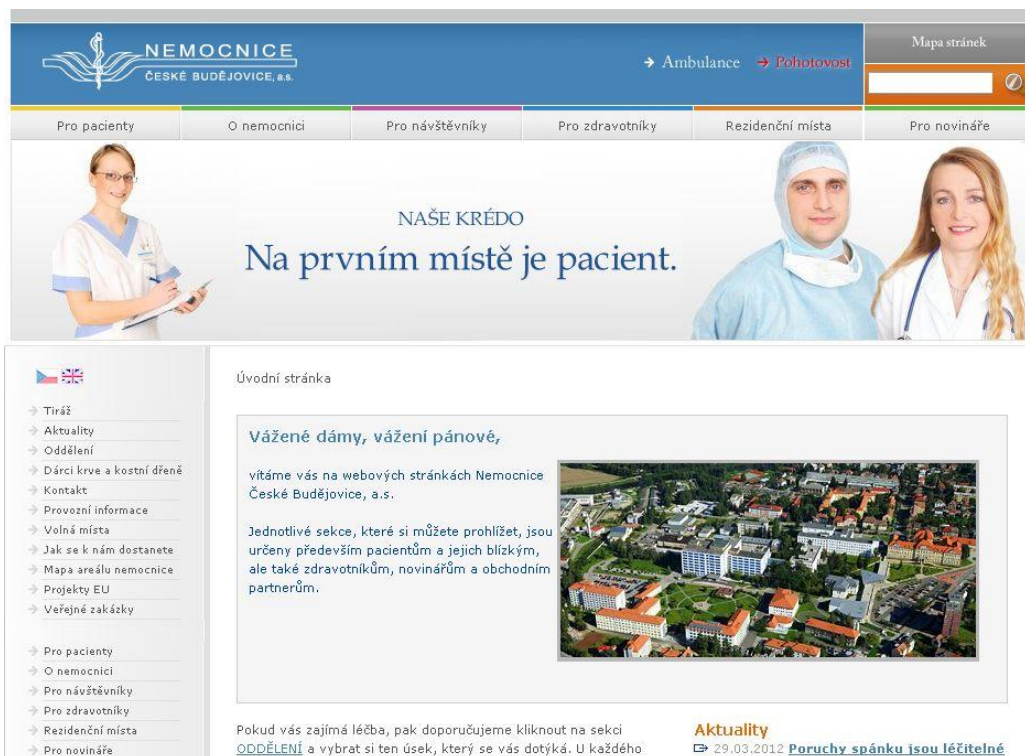 NEMOCNICE
ČESKÉ BUDĚJOVICE, a.s.
Ambulance
Pohotovost
Mapa stránek
Pro pacienty
O nemocnici
Pro návštěvníky
Pro zdravotníky
Rezidenční místa
Pro novináře
NAŠE KRÉDO
Na prvním místě je pacient.
Tiráž
Aktuality
Oddělení
Dárci krve a kostní dřeně
Kontakt
Provozní informace
Volná místa
Jak se k nám dostanete
Mapa areálu nemocnice
Projekty EU
Veřejné zakázky
Pro pacienty
O nemocnici
Pro návštěvníky
Pro zdravotníky
Rezidenční místa
Pro novináře
Úvodní stránka
Vážené dámy, vážení pánové,
vítáme vás na webových stránkách Nemocnice
České Budějovice, a.s.
Jednotlivé sekce, které si můžete prohlížet, jsou
určeny především pacientům a jejich blízkým,
ale také zdravotníkům, novinářům a obchodním
partnerům.
Pokud vás zajímá léčba, pak doporučujeme kliknout na sekci
ODDĚLENÍ a vybrat si ten úsek, který se vás dotýká. U každého
Aktuality
29.03.2012 Poruchy spánku jsou léčitelné